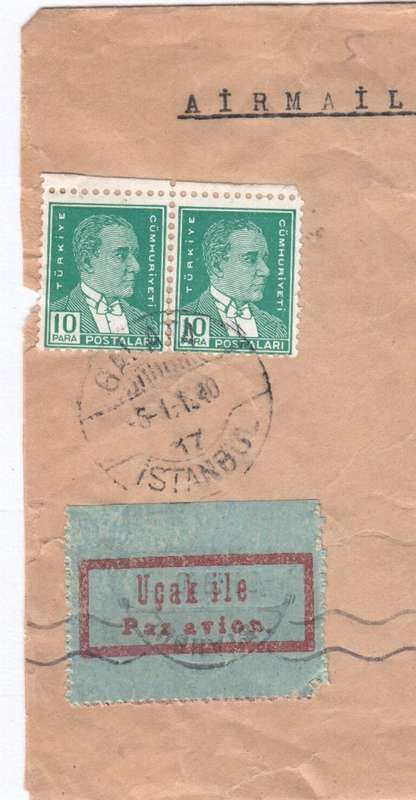 AİRMAİL
TÜRKİYE CÜMHURİYETİ
10 PARA POSTALARI
TÜRKİYE CÜMHURİYETİ
10 PARA POSTALARI
17
İSTANBUL
Uçak ile
Par avion.